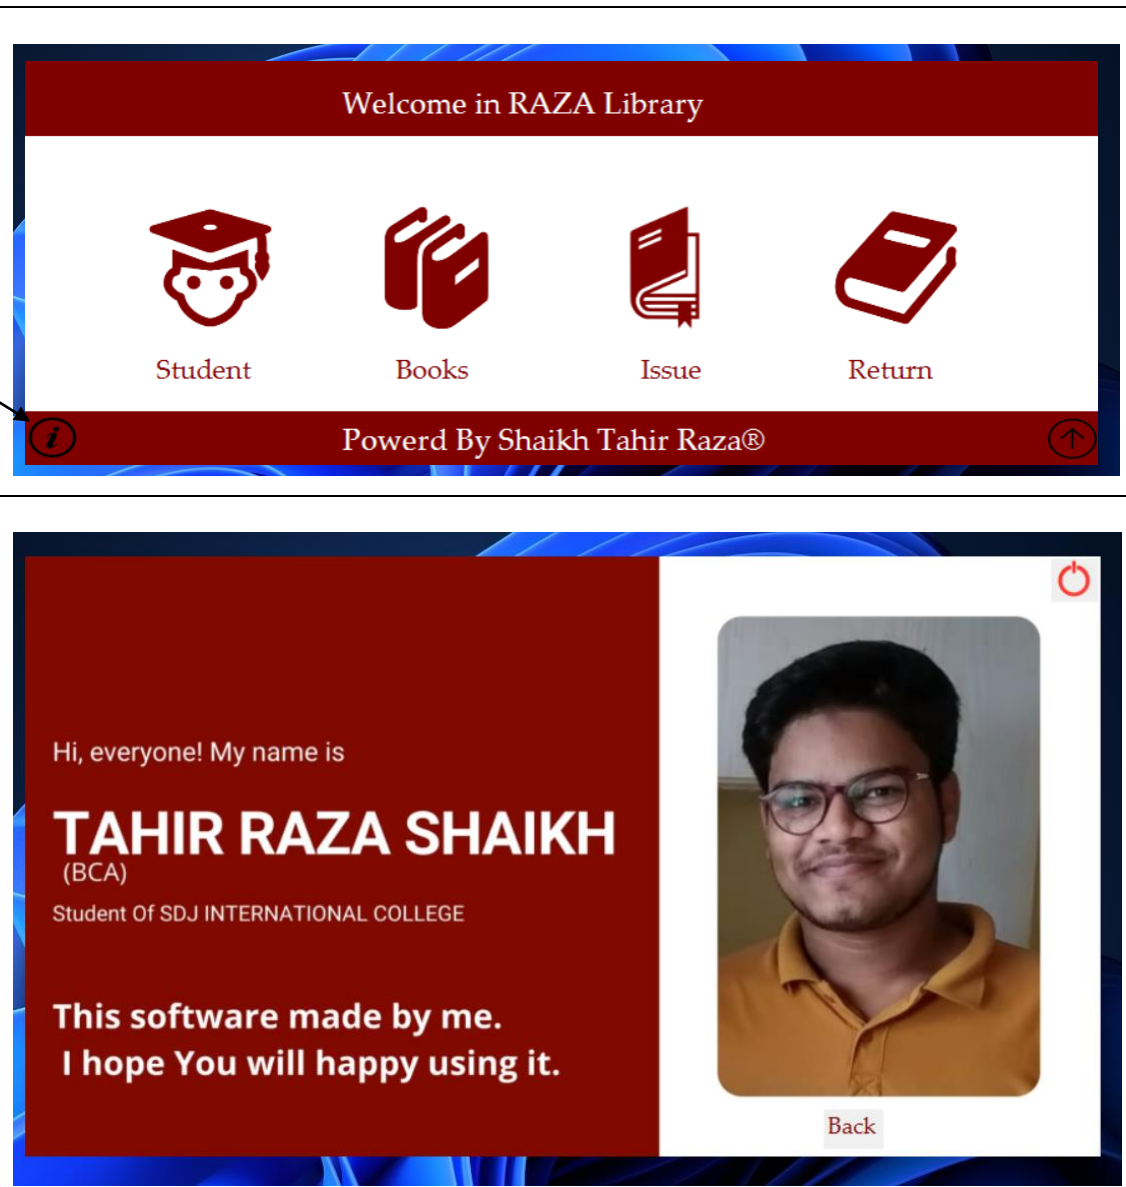 Welcome in RAZA Library
Student Books Issue Return
i Powerd By Shaikh Tahir Raza®
Hi, everyone! My name is
TAHIR RAZA SHAIKH
(BCA)
Student Of SDJ INTERNATIONAL COLLEGE
This software made by me.
I hope You will happy using it.
Back